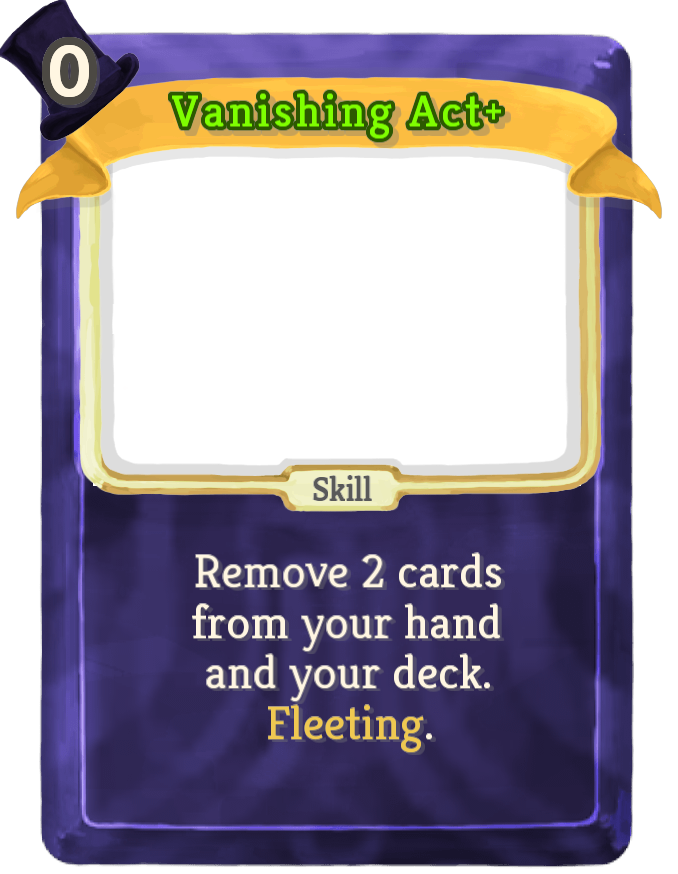 0
Vanishing Act+
Skill
Remove 2 cards
from your hand
and your deck.
Fleeting.